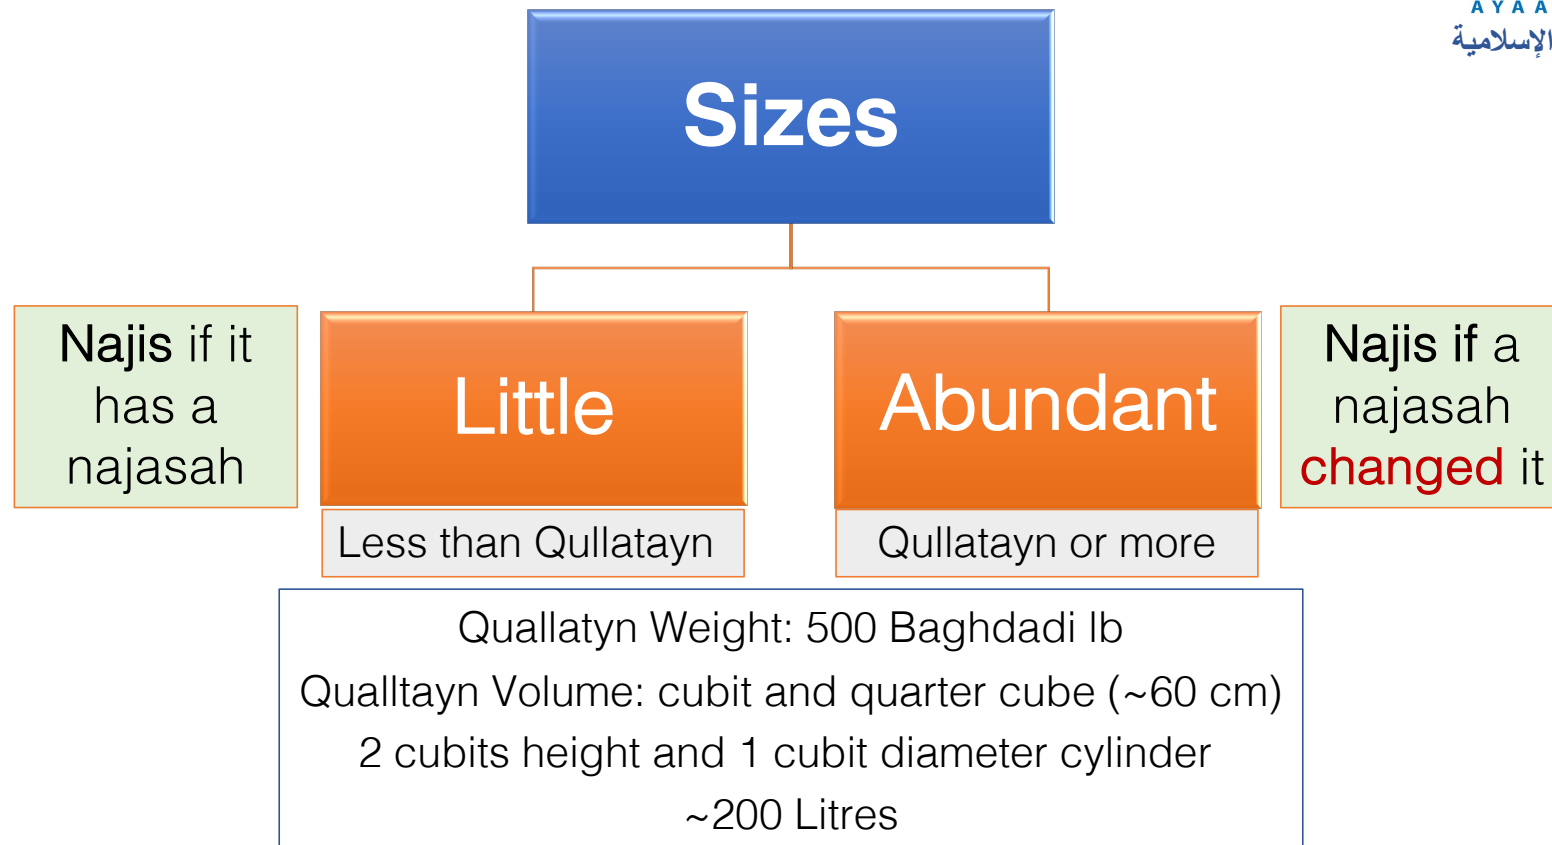 A Y A A
الإسلامية
Sizes
Najis if it
has a
najasah
Little
Less than Qullatayn
Abundant
Qullatayn or more
Najis if a
najasah
changed it
Quallatyn Weight: 500 Baghdadi lb
Qualltayn Volume: cubit and quarter cube (~60 cm)
2 cubits height and 1 cubit diameter cylinder
~200 Litres